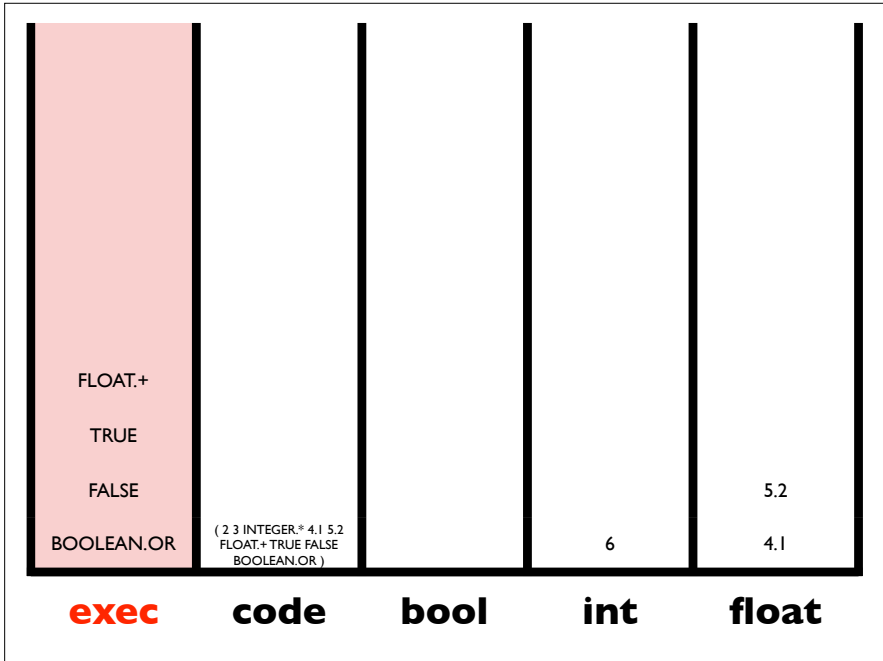 FLOAT.+
TRUE
FALSE
5.2
BOOLEAN.OR
( 2 3 INTEGER.* 4.1 5.2
FLOAT.+ TRUE FALSE
BOOLEAN.OR )
6
4.1
exec
code
bool
int
float